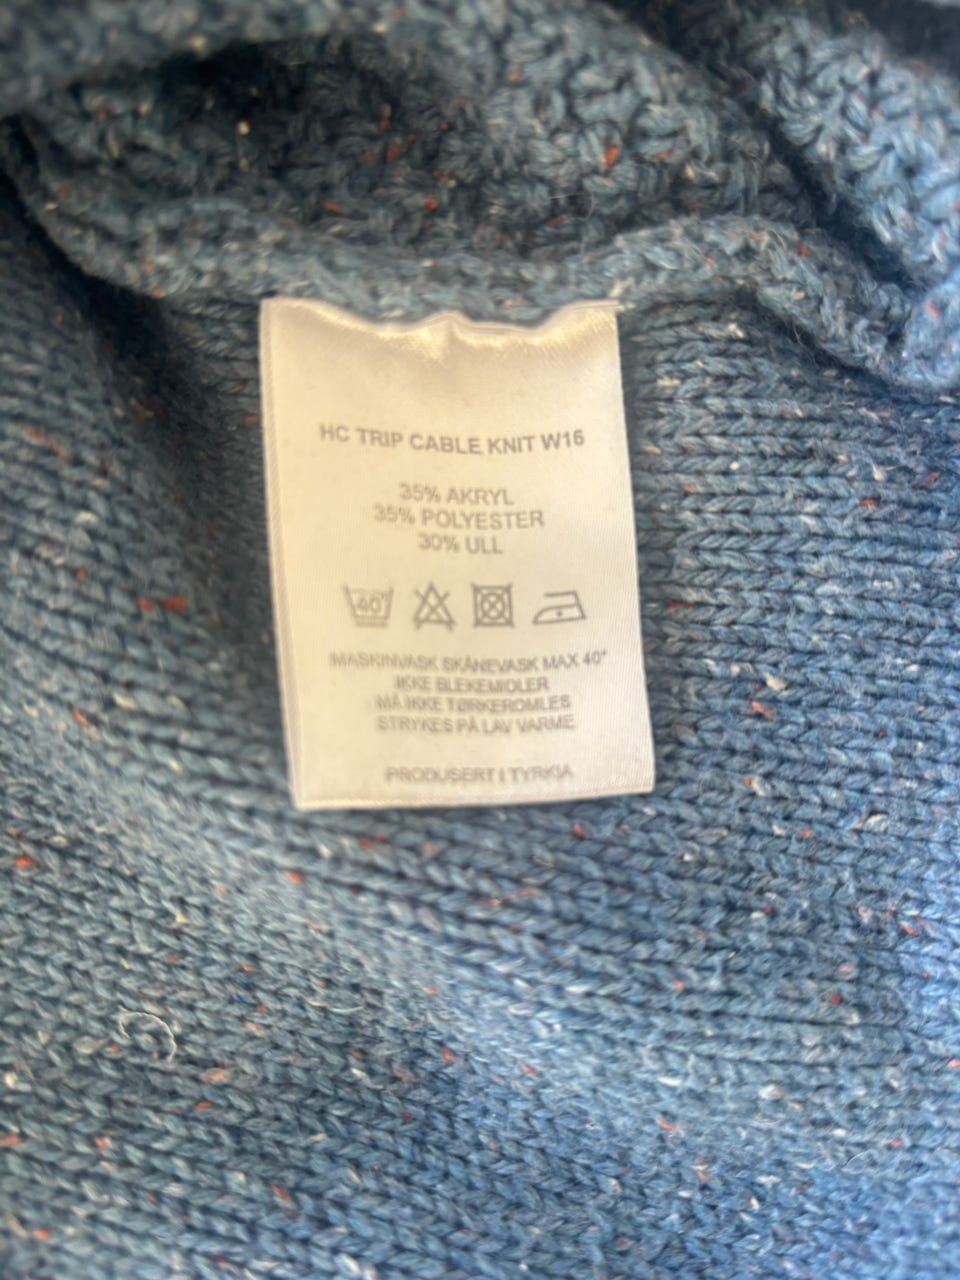 HC TRIP CABLE KNIT W16
35% AKRYL
35% POLYESTER
30% ULL
40°
MASKINVASK SKÅNEVASK MAX 40°
IKKE BLEKEMIDLER
MÅ IKKE TØRKEROMLES
STRYKES PÅ LAV VARME
PRODUSERT I TYRKIA